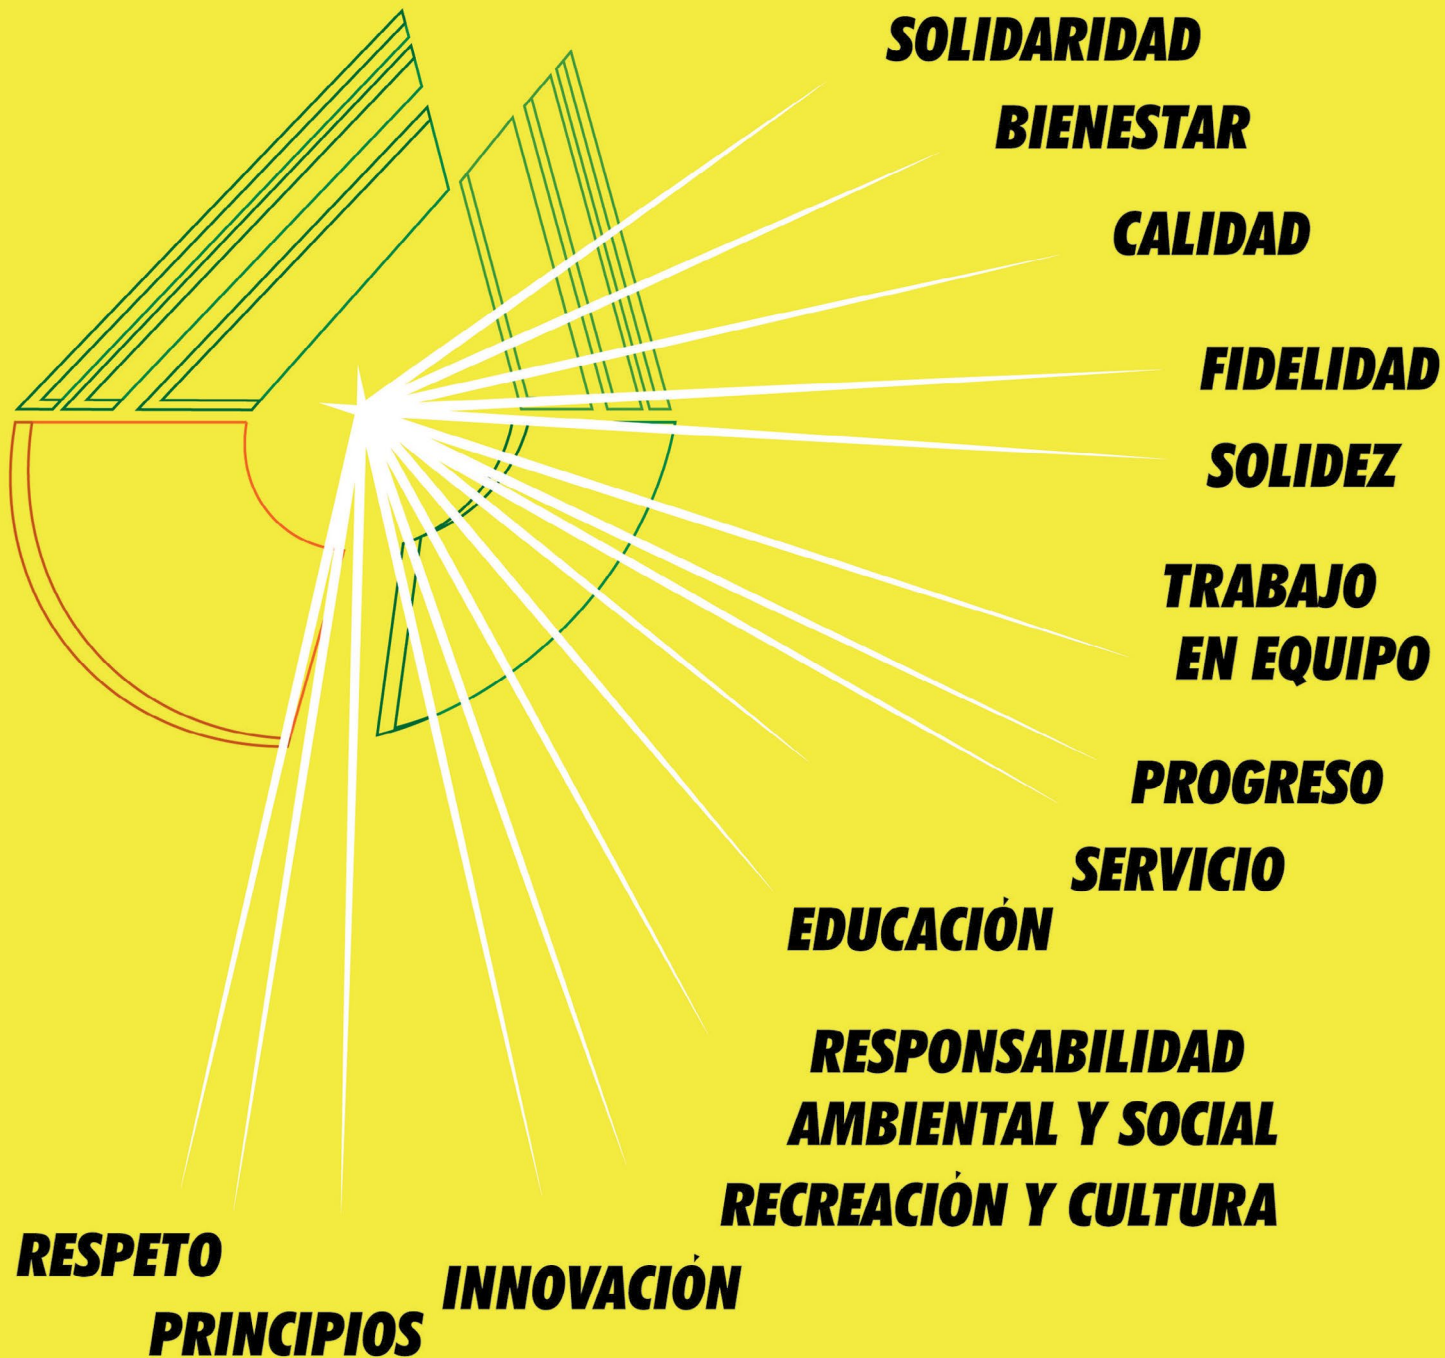 SOLIDARIDAD
BIENESTAR
CALIDAD
FIDELIDAD
SOLIDEZ
TRABAJO
EN EQUIPO
PROGRESO
SERVICIO
EDUCACIÓN
RESPONSABILIDAD
AMBIENTAL Y SOCIAL
RECREACIÓN Y CULTURA
INNOVACIÓN
PRINCIPIOS
RESPETO